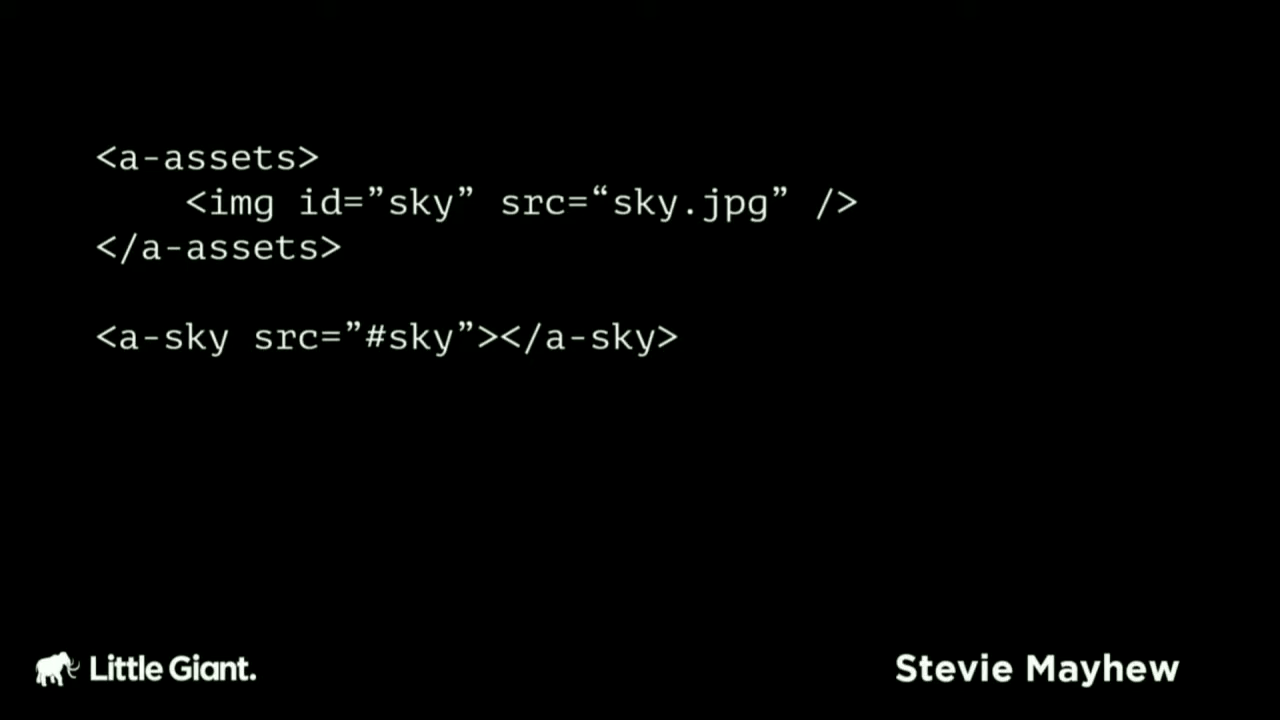 <a-assets>
<img id=”sky” src=“sky.jpg” />
</a-assets>
<a-sky src=”#sky”></a-sky>
Little Giant.
Stevie Mayhew